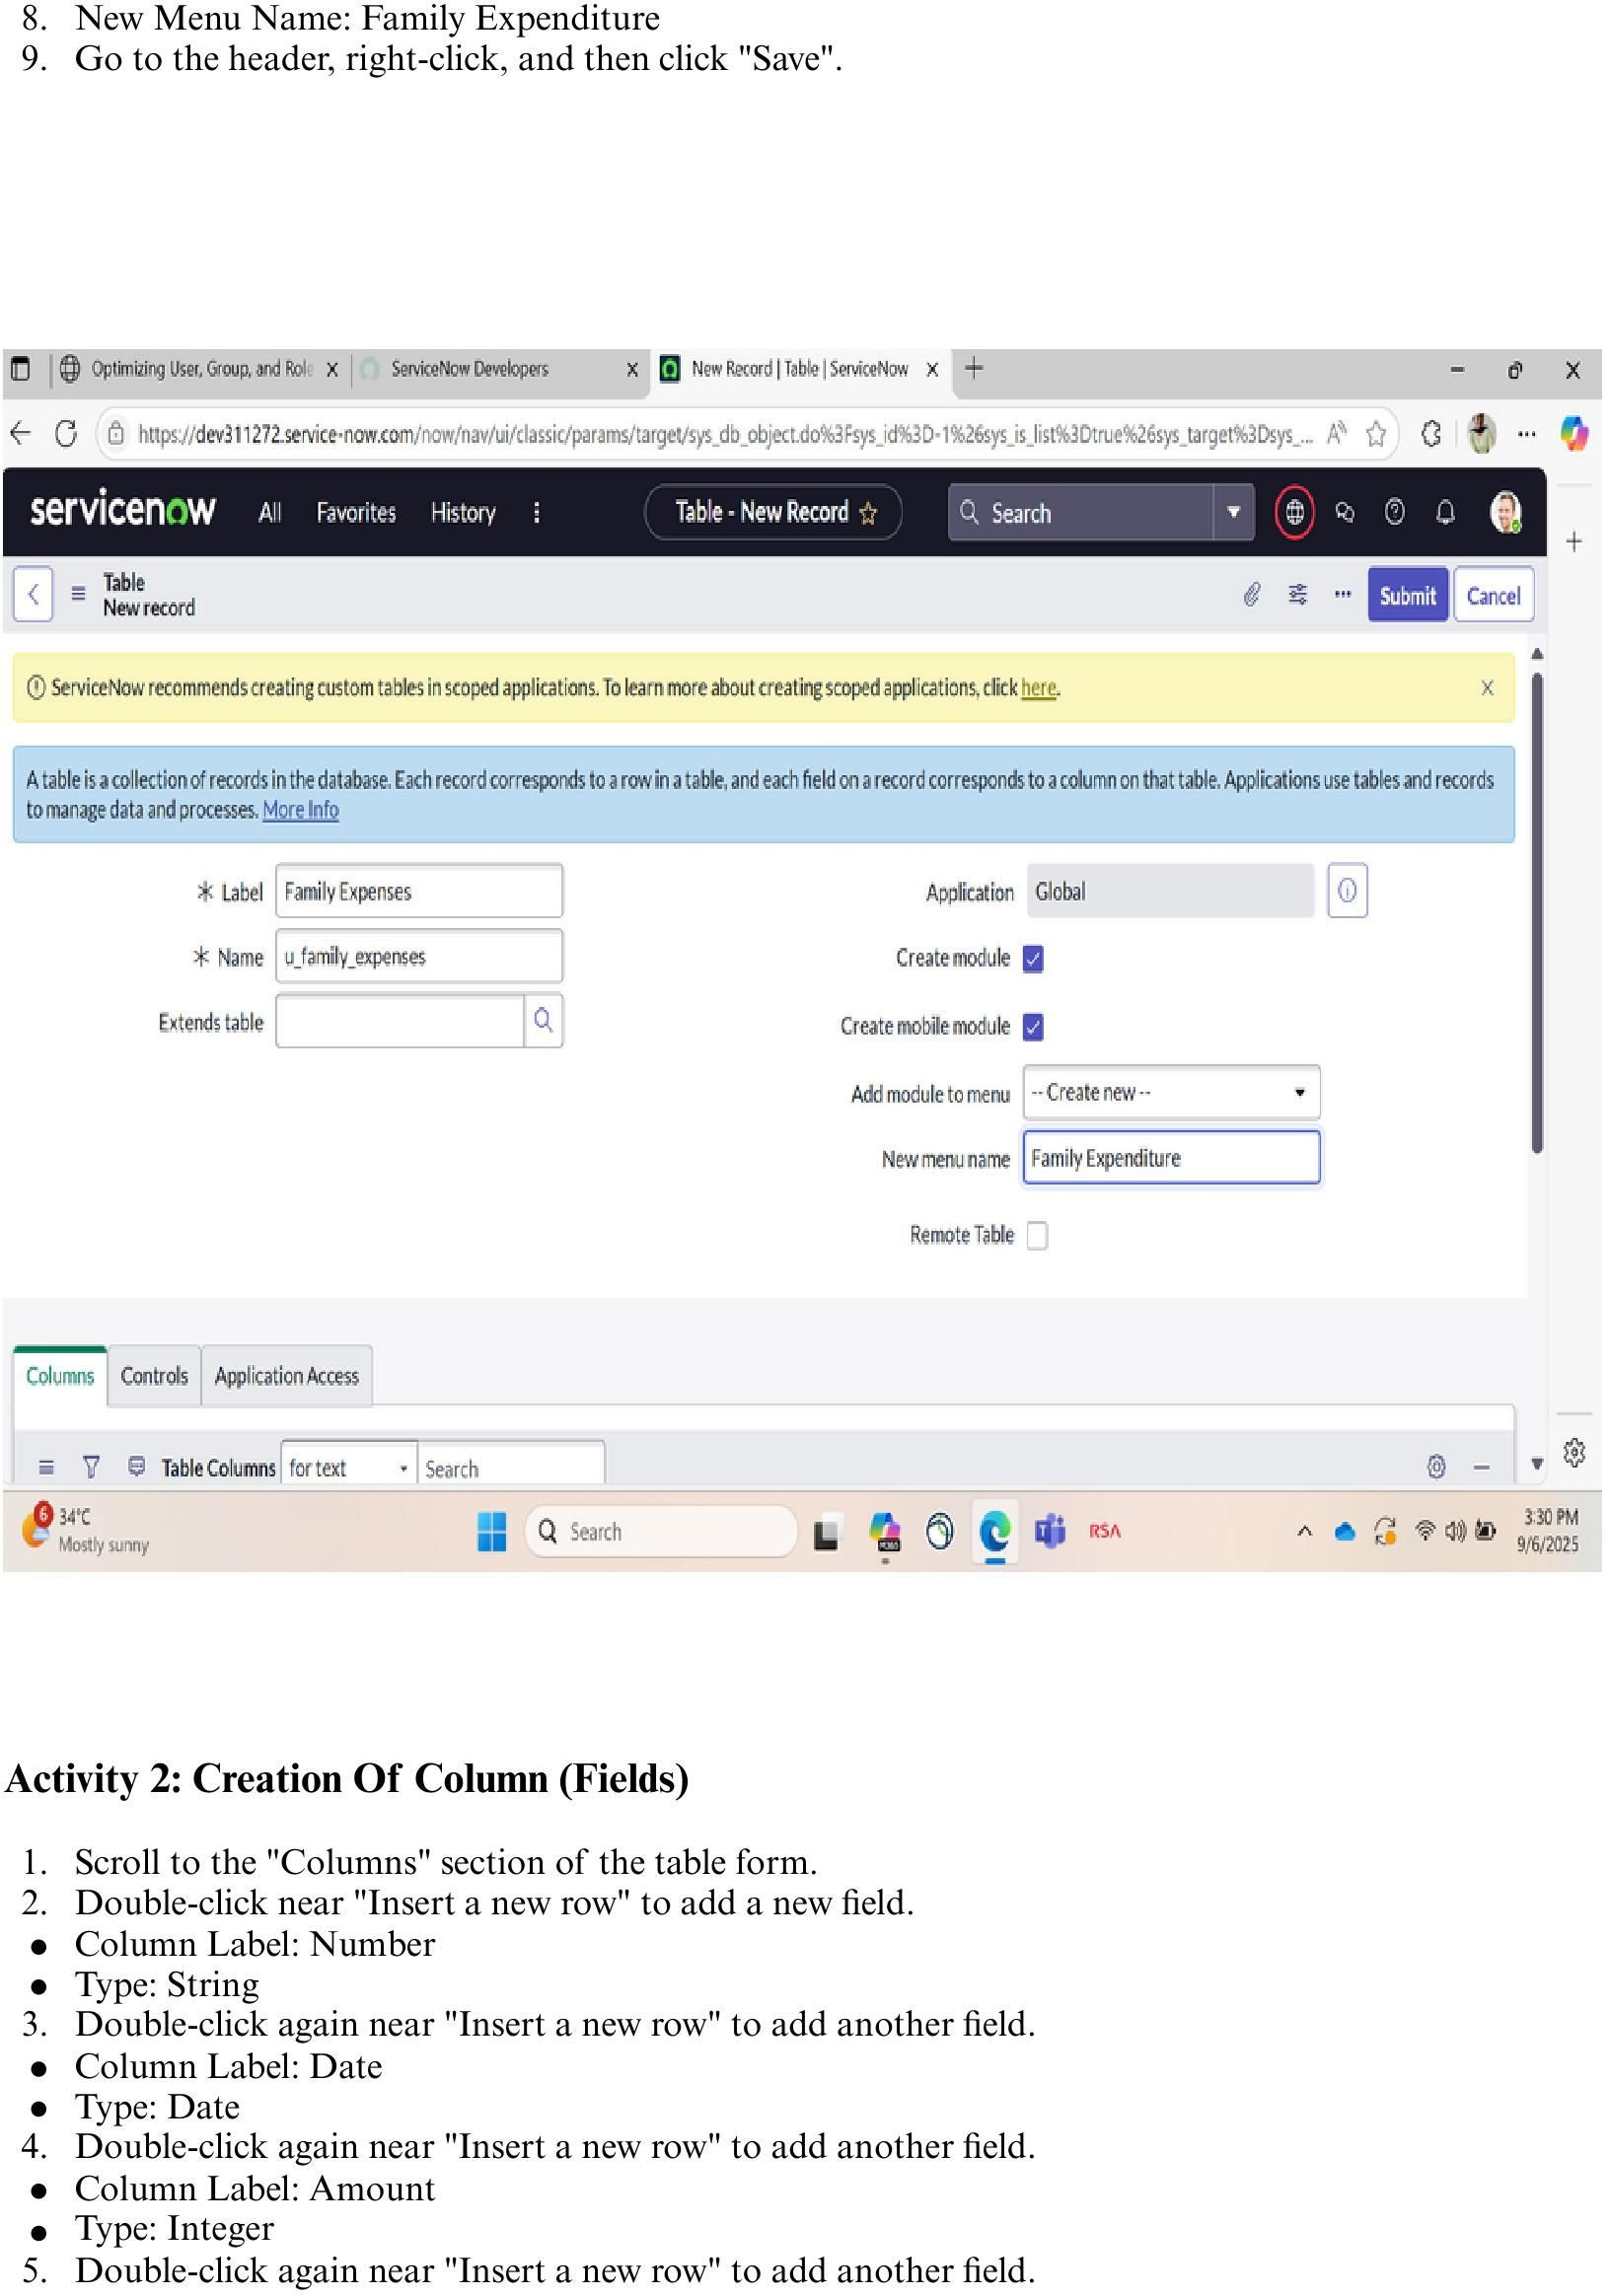 8. New Menu Name: Family Expenditure
9. Go to the header, right-click, and then click "Save".
Optimizing User, Group, and Role
ServiceNow Developers
New Record | Table | ServiceNow
https://dev311272.service-now.com/now/nav/ui/classic/params/target/sys_db_object.do%3Fsys_id%3D-1%26sys_is_list%3Dtrue%26sys_target%3Dsys_...
servicenow All Favorites History Table - New Record Search
Table
New record
Submit Cancel
ServiceNow recommends creating custom tables in scoped applications. To learn more about creating scoped applications, click here.
A table is a collection of records in the database. Each record corresponds to a row in a table, and each field on a record corresponds to a column on that table. Applications use tables and records
to manage data and processes. More Info
* Label Family Expenses
Application Global
* Name u_family_expenses
Create module
Extends table
Create mobile module
Add module to menu -- Create new --
New menu name Family Expenditure
Remote Table
Columns Controls Application Access
Table Columns for text Search
6 34°C
Mostly sunny
Search
RSA
3:30 PM
9/6/2025
Activity 2: Creation Of Column (Fields)
1. Scroll to the "Columns" section of the table form.
2. Double-click near "Insert a new row" to add a new field.
● Column Label: Number
● Type: String
3. Double-click again near "Insert a new row" to add another field.
● Column Label: Date
● Type: Date
4. Double-click again near "Insert a new row" to add another field.
● Column Label: Amount
● Type: Integer
5. Double-click again near "Insert a new row" to add another field.